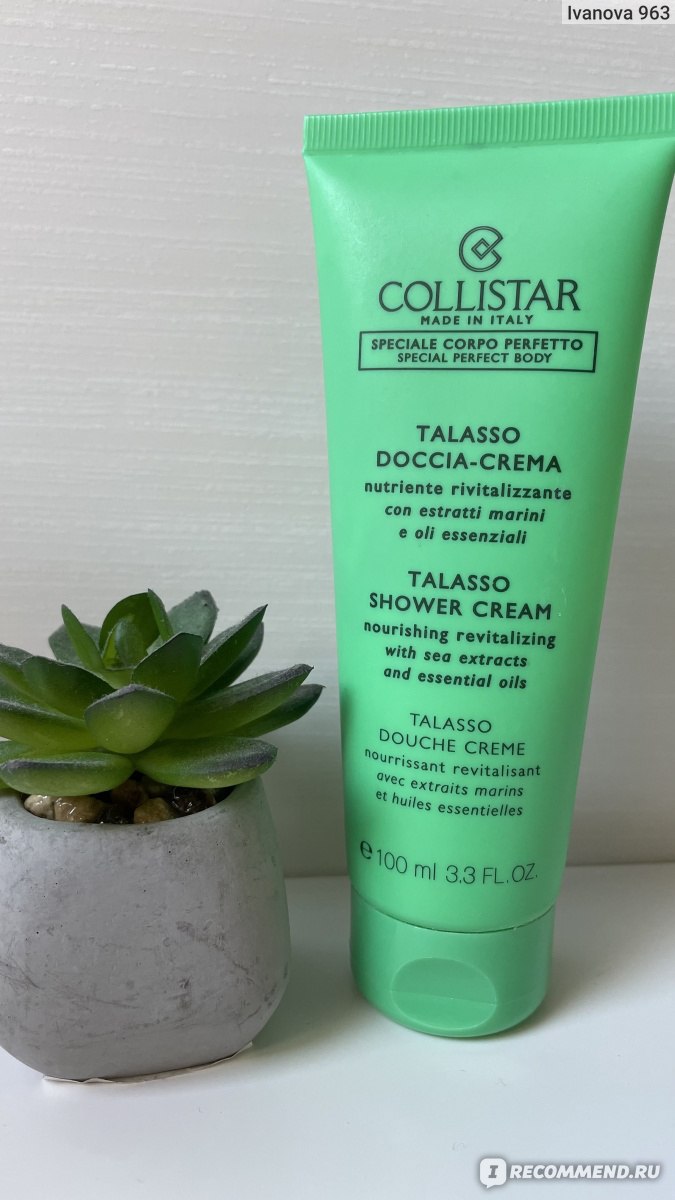 Ivanova 963
COLLISTAR
MADE IN ITALY
SPECIALE CORPO PERFETTO
SPECIAL PERFECT BODY
TALASSO
DOCCIA-CREMA
nutriente rivitalizzante
con estratti marini
e oli essenziali
TALASSO
SHOWER CREAM
nourishing revitalizing
with sea extracts
and essential oils
TALASSO
DOUCHE CREME
nourrissant revitalisant
avec extraits marins
et huiles essentielles
e 100 ml 3.3 FL.OZ.
I RECOMMEND.RU